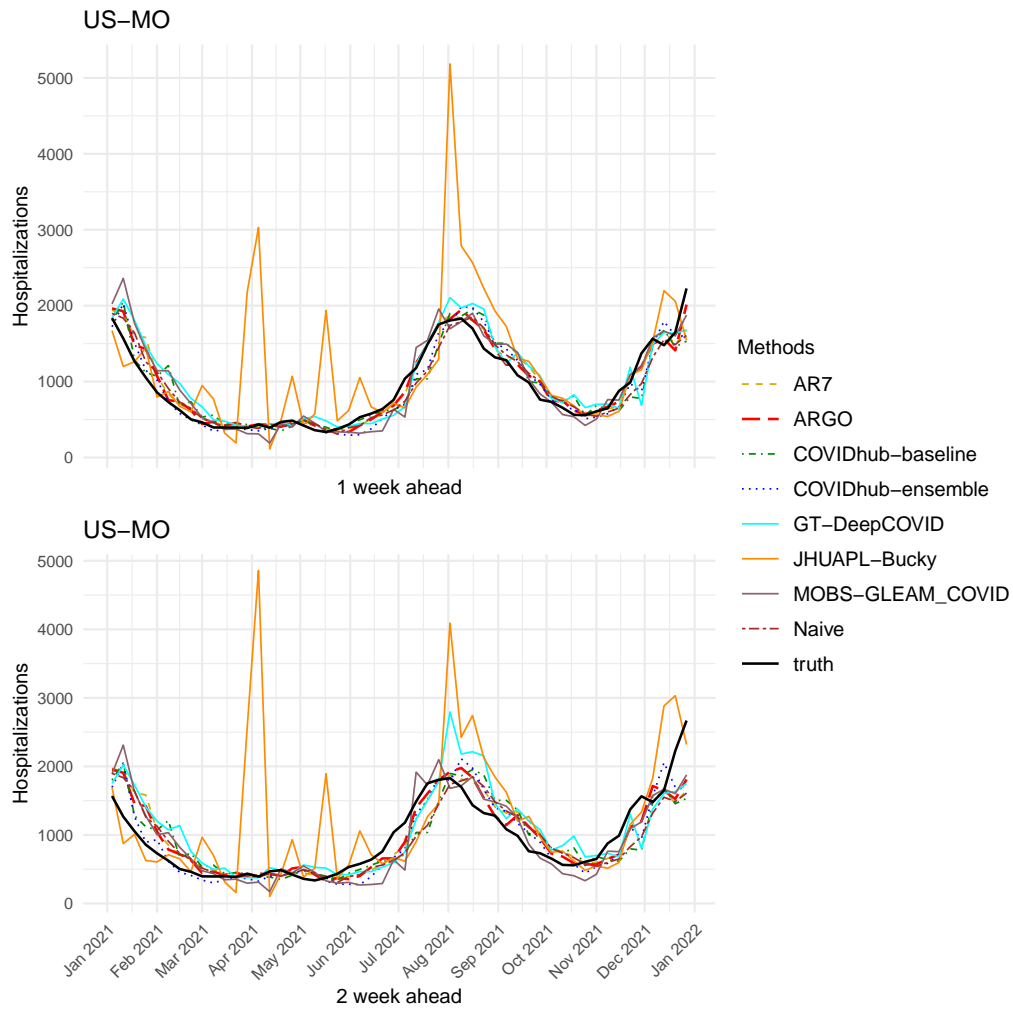 US−MO
5000
4000
3000
2000
1000
0
Hospitalizations
1 week ahead
US−MO
5000
4000
3000
2000
1000
0
Hospitalizations
Jan 2021
Feb 2021
Mar 2021
Apr 2021
May 2021
Jun 2021
Jul 2021
Aug 2021
Sep 2021
Oct 2021
Nov 2021
Dec 2021
Jan 2022
2 week ahead
Methods
AR7
ARGO
COVIDhub−baseline
COVIDhub−ensemble
GT−DeepCOVID
JHUAPL−Bucky
MOBS−GLEAM_COVID
Naive
truth